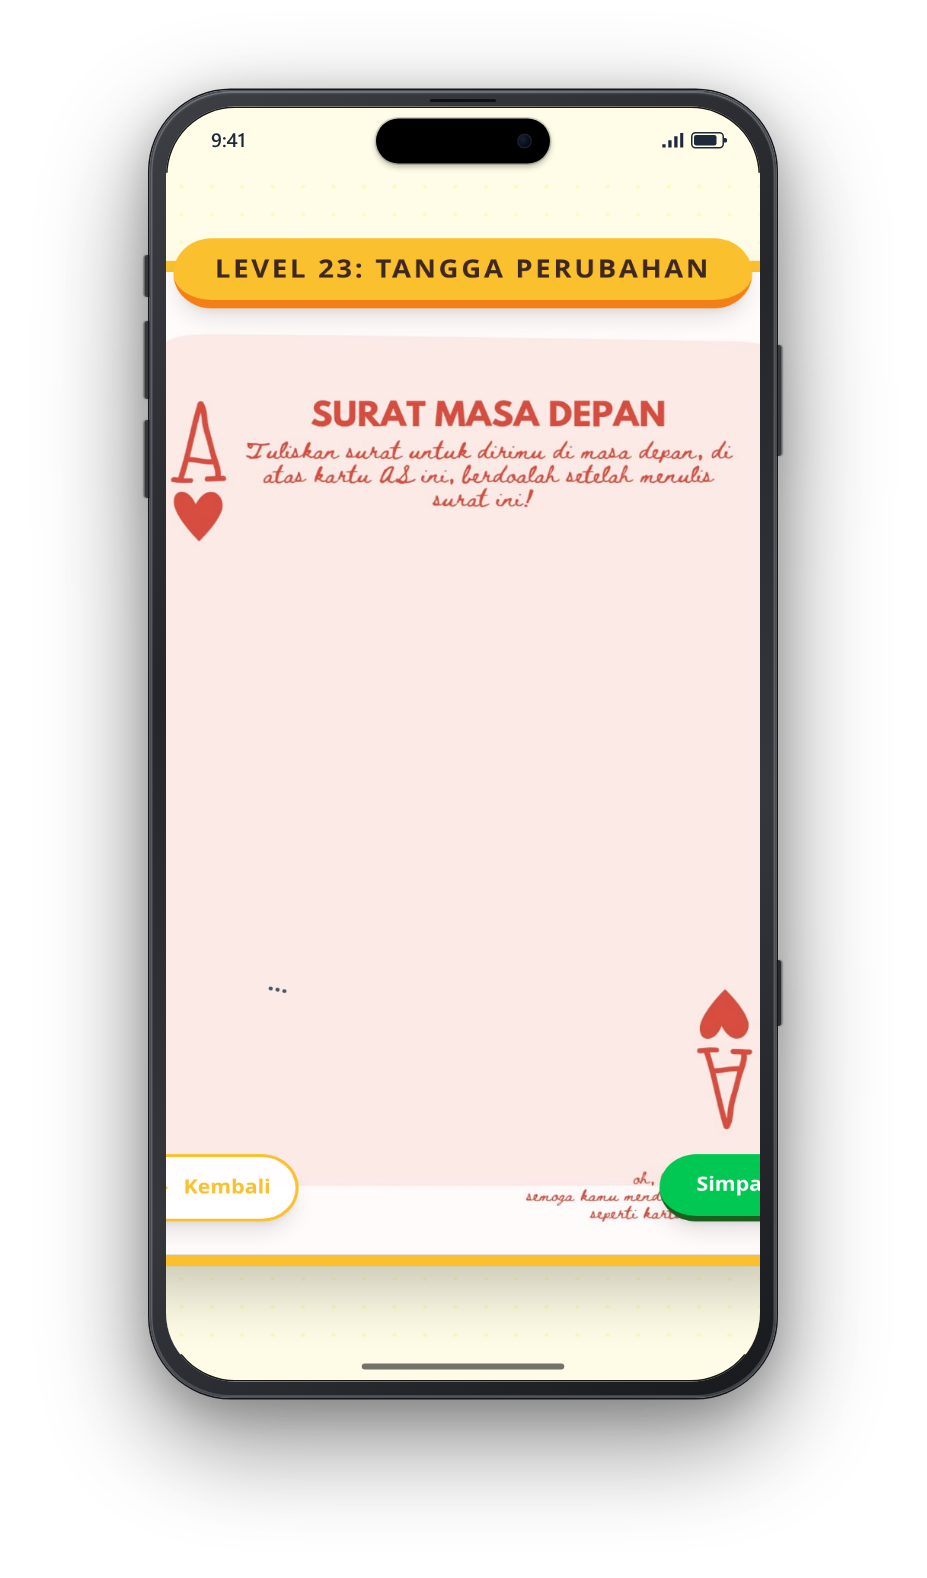 9:41
LEVEL 23: TANGGA PERUBAHAN
A
SURAT MASA DEPAN
Tuliskan surat untuk dirimu di masa depan, di
atas kartu AS ini, berdoalah setelah menulis
surat ini!
...
A
Kembali
oh,
semoga kamu
seperti